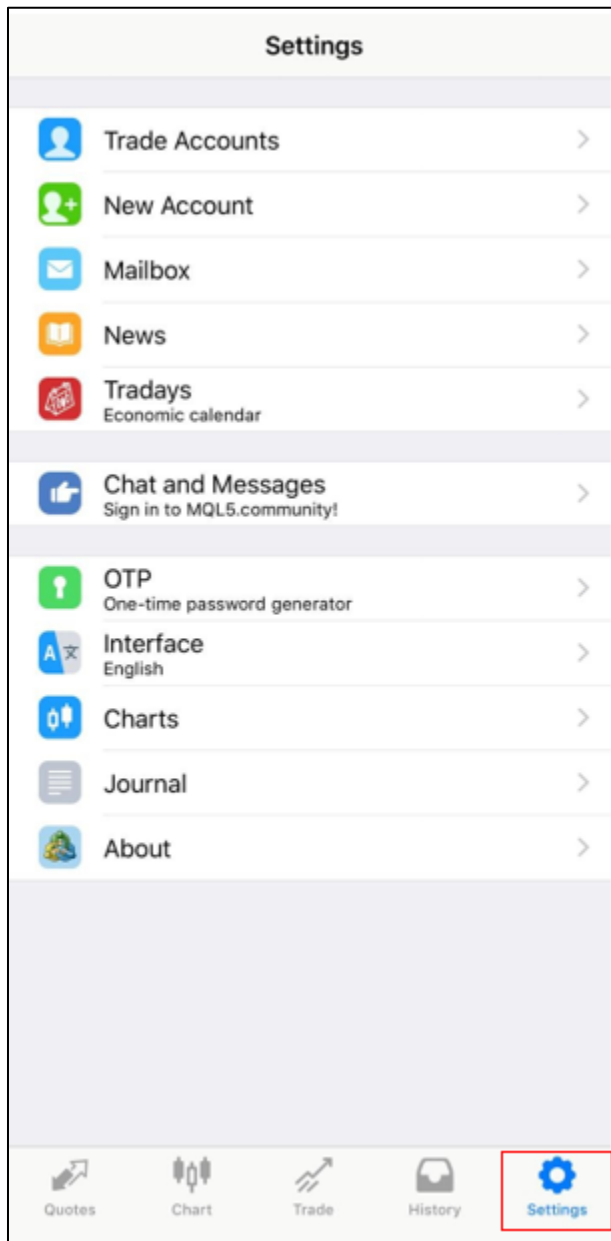 Settings
Trade Accounts
New Account
Mailbox
News
Tradays
Economic calendar
Chat and Messages
Sign in to MQL5.community!
OTP
One-time password generator
Interface
English
Charts
Journal
About
Quotes
Chart
Trade
History
Settings